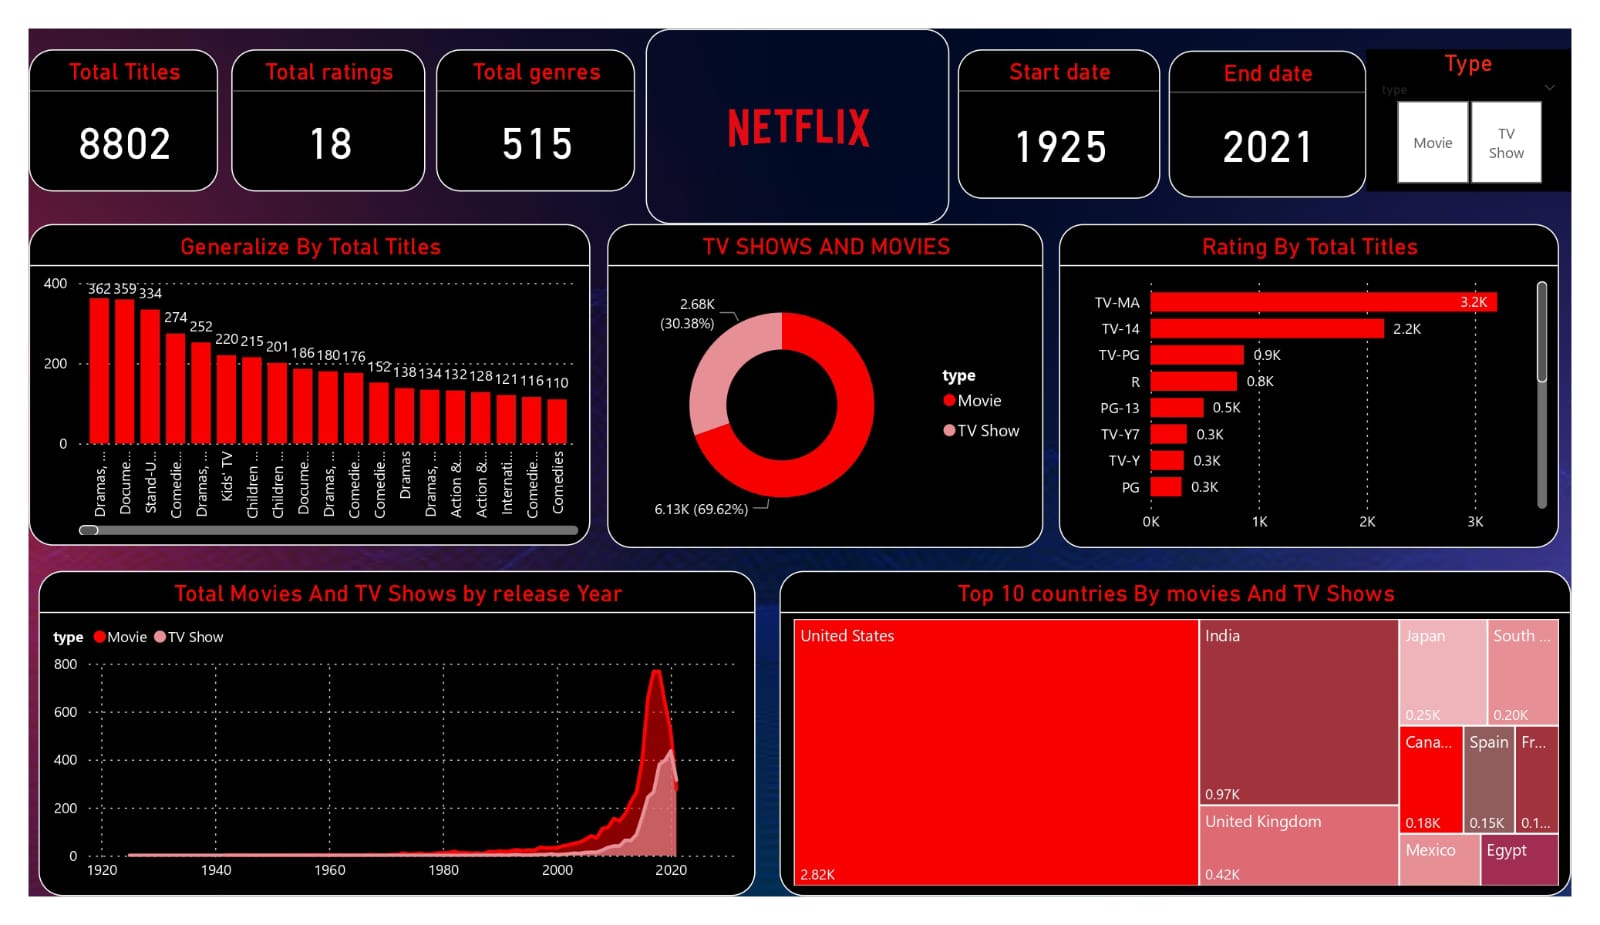 Total Titles
8802
Total ratings
18
Total genres
515
NETFLIX
Start date
1925
End date
2021
Type
type
Movie
TV
Show
Generalize By Total Titles
400
200
0
362 359 334 274 252 220 215 201 186 180 176 152 138 134 132 128 121 116 110
Dramas, ...
Docume...
Stand-U...
Comedie...
Dramas, ...
Kids' TV
Children ...
Children ...
Docume...
Dramas, ...
Comedie...
Comedie...
Dramas
Dramas, ...
Action &...
Action &...
Internati...
Comedie...
Comedies
TV SHOWS AND MOVIES
2.68K
(30.38%)
6.13K (69.62%)
type
Movie
TV Show
Rating By Total Titles
TV-MA 3.2K
TV-14 2.2K
TV-PG 0.9K
R 0.8K
PG-13 0.5K
TV-Y7 0.3K
TV-Y 0.3K
PG 0.3K
0K 1K 2K 3K
Total Movies And TV Shows by release Year
type Movie TV Show
800
600
400
200
0
1920 1940 1960 1980 2000 2020
Top 10 countries By movies And TV Shows
United States
2.82K
India
0.97K
United Kingdom
0.42K
Japan
0.25K
South ...
0.20K
Cana...
0.18K
Spain
0.15K
Fr...
0.1...
Mexico
Egypt